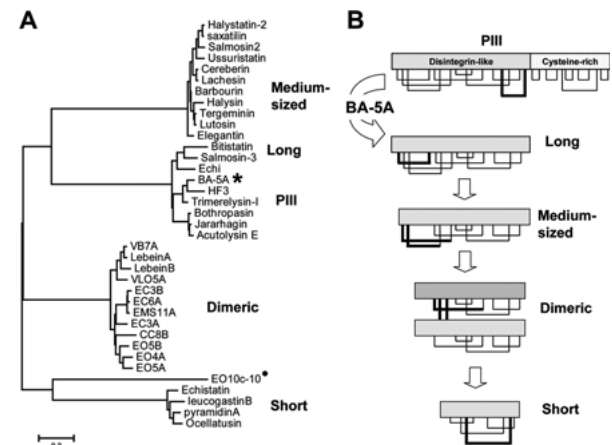 A
Halystatin-2
saxatilin
Salmosin2
Ussuristatin
Cereberin
Lachesin
Barbourin
Halysin
Tergeminin
Lutosin
Elegantin
Medium-
sized
Bitistatin
Salmosin-3
Echi
Long
BA-5A *
HF3
Trimerelysin-I
Bothropasin
Jararhagin
Acutolysin E
PIII
VB7A
LebeinA
LebeinB
VLO5A
EC3B
EC6A
EMS11A
EC3A
CC8B
EO5B
EO4A
EO5A
Dimeric
EO10c-10
Echistatin
leucogastinB
pyramidinA
Ocellatusin
Short
B
PIII
Disintegrin-like
Cysteine-rich
BA-5A
Long
Medium-
sized
Dimeric
Short